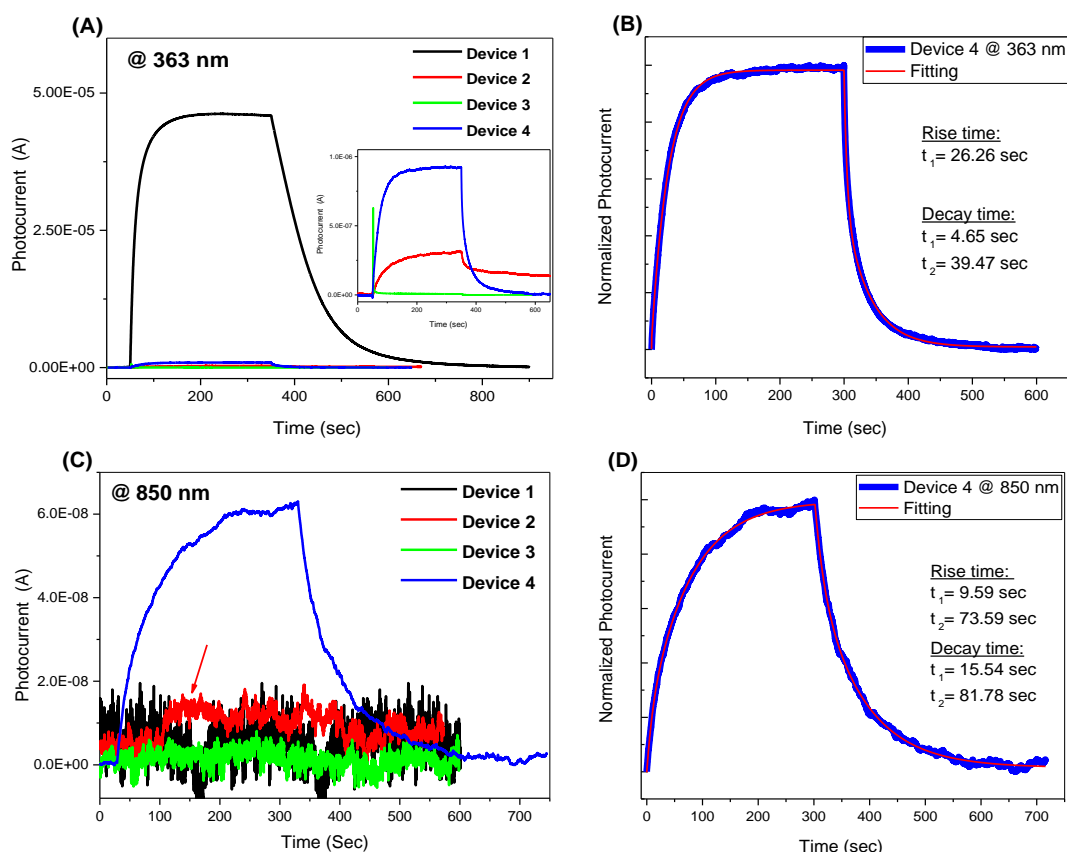 (A)
@ 363 nm
Device 1
Device 2
Device 3
Device 4
5.00E-05
2.50E-05
0.00E+00
Photocurrent (A)
0 200 400 600 800
Time (sec)
1.0E-06
5.0E-07
0.0E+00
Photocurrent (A)
0 200 400 600
Time (sec)
(B)
Device 4 @ 363 nm
Fitting
Rise time:
t1= 26.26 sec
Decay time:
t1= 4.65 sec
t2= 39.47 sec
Normalized Photocurrent
0 100 200 300 400 500 600
Time (sec)
(C)
@ 850 nm
Device 1
Device 2
Device 3
Device 4
6.0E-08
4.0E-08
2.0E-08
0.0E+00
Photocurrent (A)
0 100 200 300 400 500 600 700
Time (Sec)
(D)
Device 4 @ 850 nm
Fitting
Rise time:
t1= 9.59 sec
t2= 73.59 sec
Decay time:
t1= 15.54 sec
t2= 81.78 sec
Normalized Photocurrent
0 100 200 300 400 500 600 700
Time (sec)